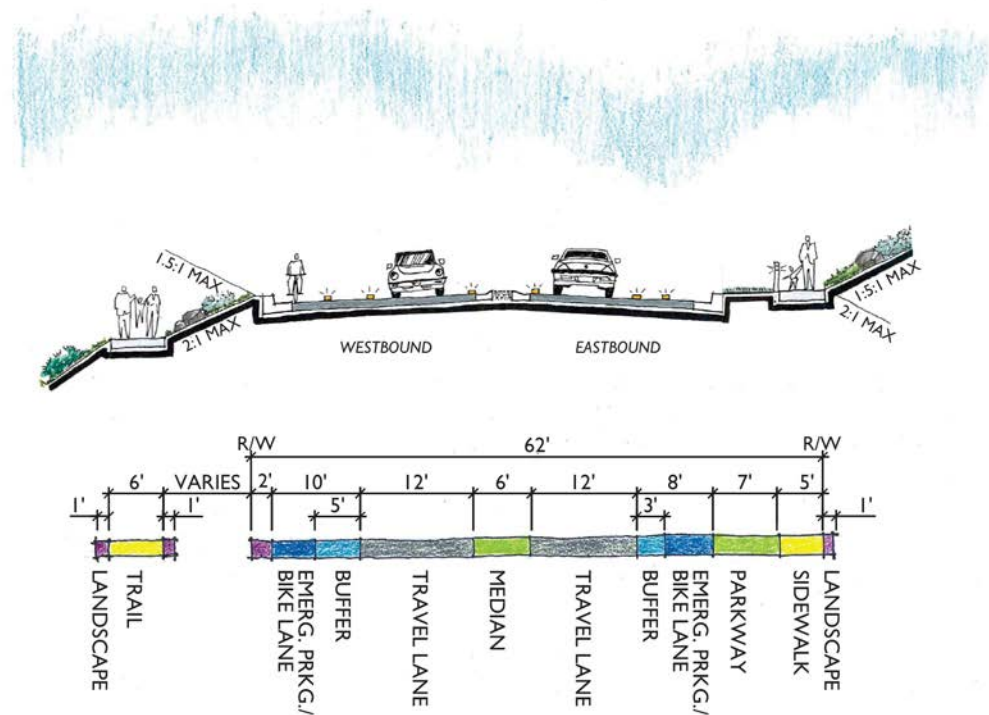 1.5:1 MAX
2:1 MAX
WESTBOUND
EASTBOUND
1.5:1 MAX
2:1 MAX
R/W
62'
R/W
6'
VARIES
2'
10'
12'
6'
12'
8'
7'
5'
1'
1'
5'
3'
1'
LANDSCAPE
TRAIL
EMERG. PRKG./
BIKE LANE
BUFFER
TRAVEL LANE
MEDIAN
TRAVEL LANE
BUFFER
EMERG. PRKG./
BIKE LANE
PARKWAY
SIDEWALK
LANDSCAPE